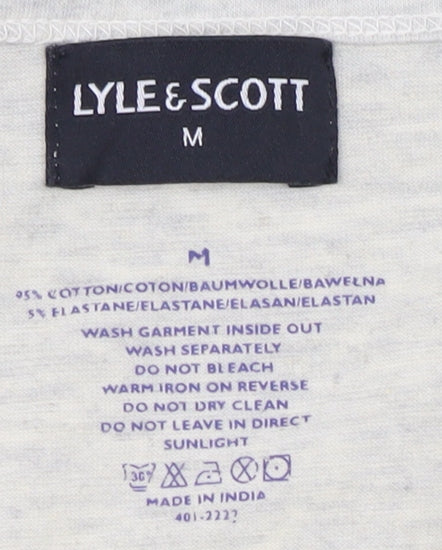 LYLE & SCOTT
M
M
95% COTTON/COTON/BAUMWOLLE/BAWEŁNA
5% ELASTANE/ELASTANE/ELASAN/ELASTAN
WASH GARMENT INSIDE OUT
WASH SEPARATELY
DO NOT BLEACH
WARM IRON ON REVERSE
DO NOT DRY CLEAN
DO NOT LEAVE IN DIRECT
SUNLIGHT
30°
MADE IN INDIA